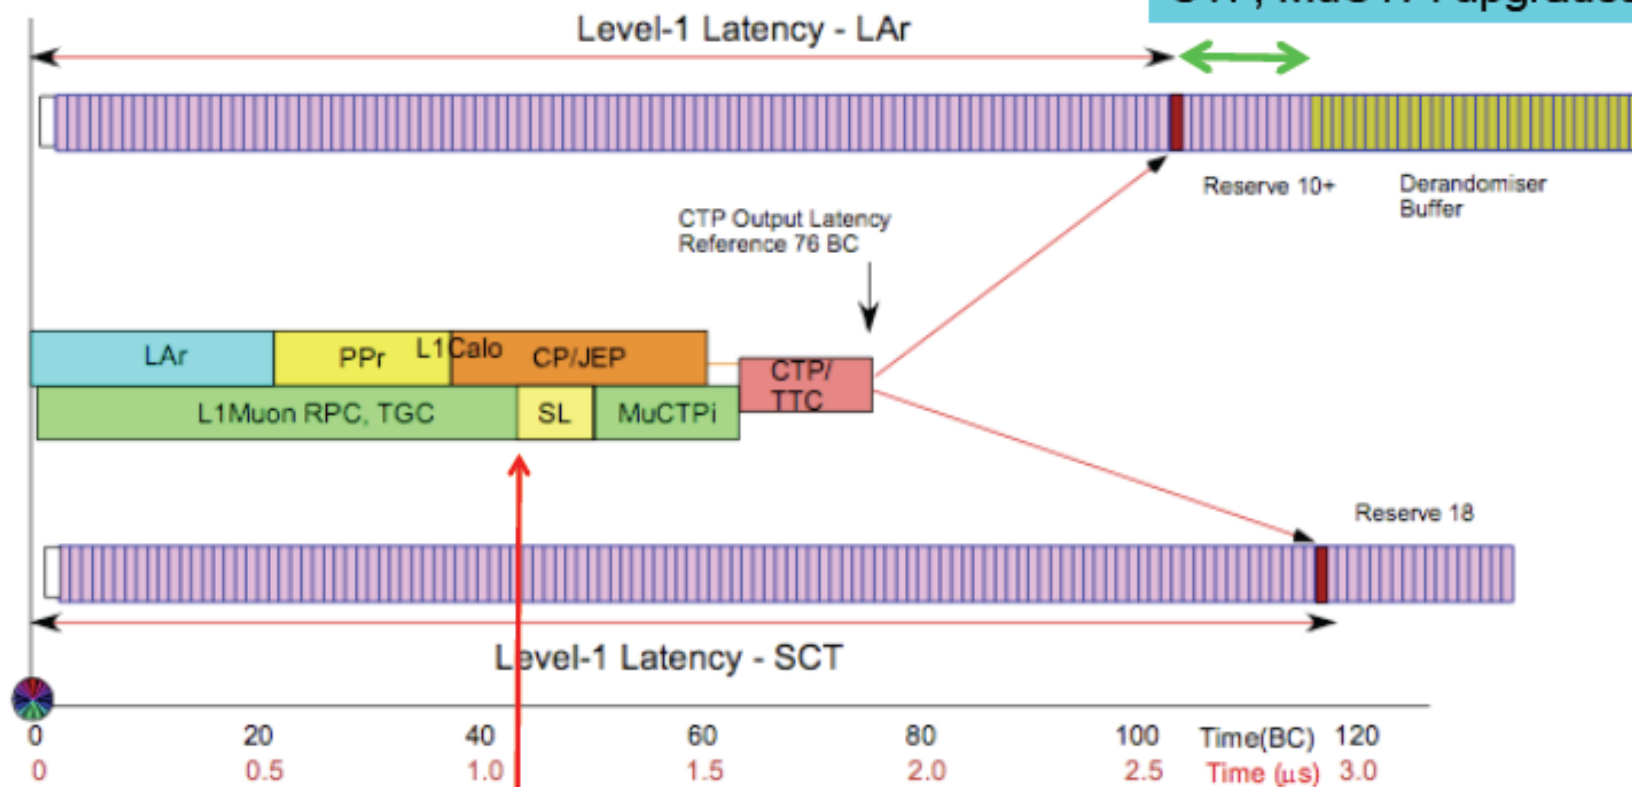 Level-1 Latency - LAr
Reserve 10+
Derandomiser
Buffer
CTP Output Latency
Reference 76 BC
LAr
PPr
L1Calo
CP/JEP
CTP/
TTC
L1Muon RPC, TGC
SL
MuCTPi
Reserve 18
Level-1 Latency - SCT
0 20 40 60 80 100 Time(BC) 120
0 0.5 1.0 1.5 2.0 2.5 Time (μs) 3.0